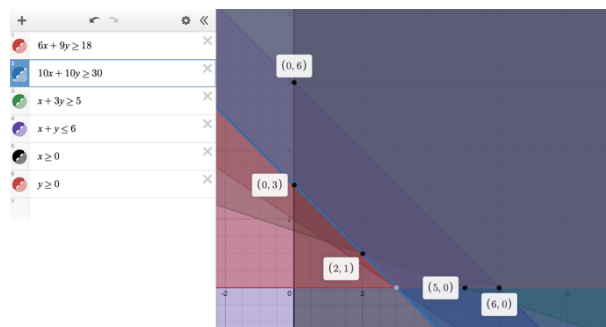 6x + 9y ≥ 18
10x + 10y ≥ 30
x + 3y ≥ 5
x + y ≤ 6
x ≥ 0
y ≥ 0
(0, 6)
(0, 3)
(2, 1)
(5, 0)
(6, 0)
-2 0 2